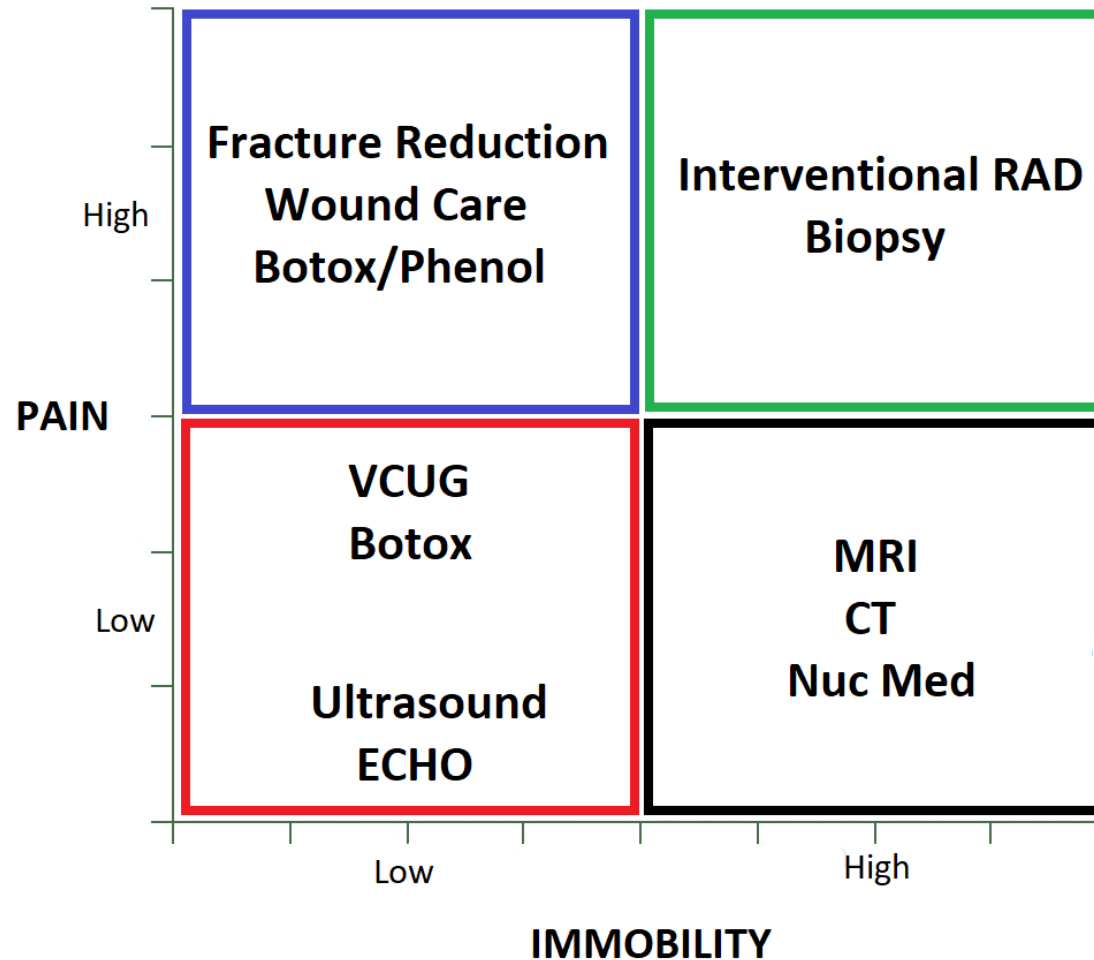 Fracture Reduction
Wound Care
Botox/Phenol
Interventional RAD
Biopsy
High
PAIN
VCUG
Botox
Ultrasound
ECHO
MRI
CT
Nuc Med
Low
Low
High
IMMOBILITY